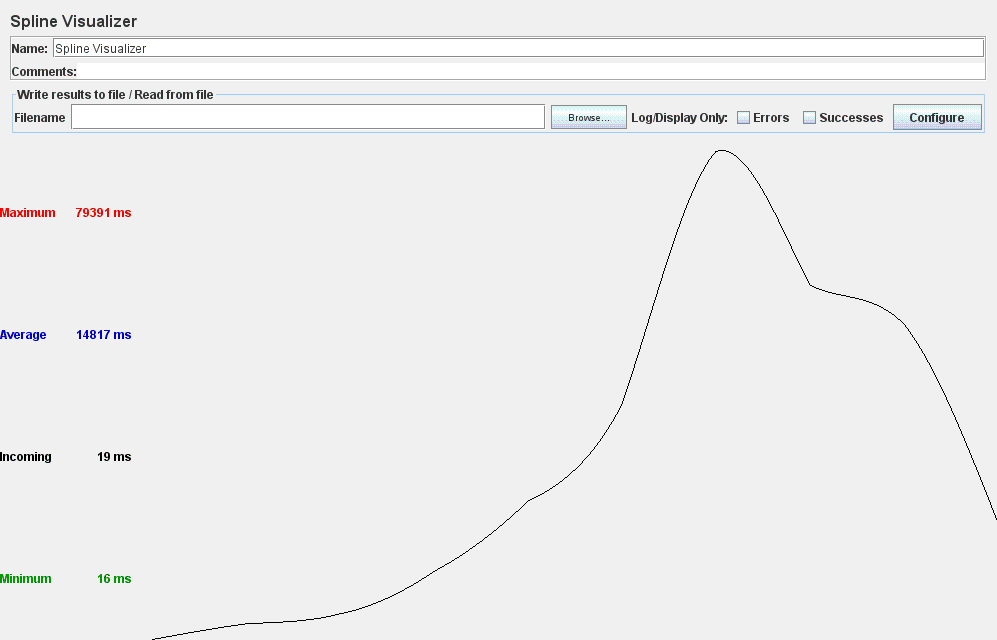 Spline Visualizer
Name: Spline Visualizer
Comments:
Write results to file / Read from file
Filename Browse... Log/Display Only: Errors Successes Configure
Maximum 79391 ms
Average 14817 ms
Incoming 19 ms
Minimum 16 ms